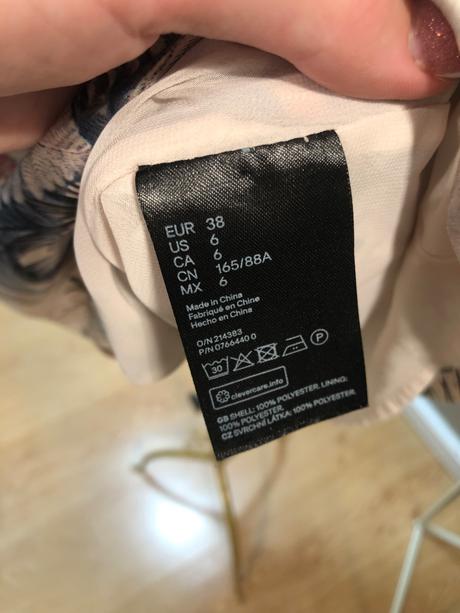 EUR 38
US 6
CA 6
CN 165/88A
MX 6
Made in China
Fabriqué en Chine
Hecho en China
O/N 214383
P/N 0766440 0
30 P
clevercare.info
GB SHELL: 100% POLYESTER. LINING:
100% POLYESTER.
CZ SVRCHNÍ LÁTKA: 100% POLYESTER.